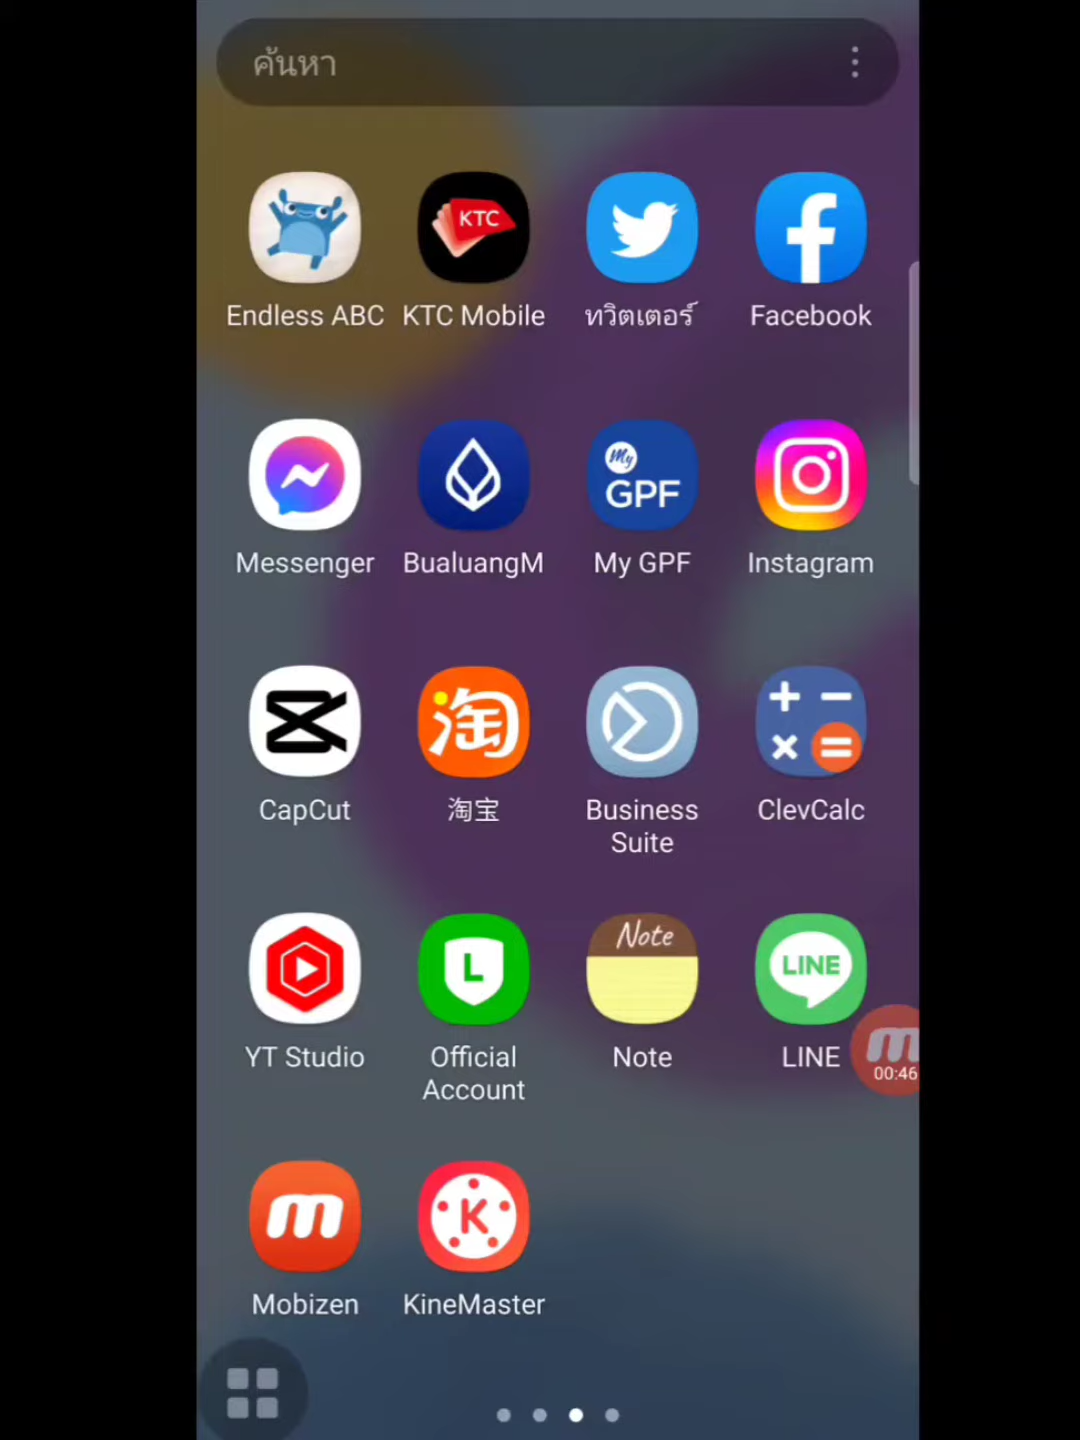 ค้นหา
KTC
Endless ABC
KTC Mobile
ทวิตเตอร์
Facebook
My
GPF
Messenger
BualuangM
My GPF
Instagram
淘
CapCut
淘宝
Business
Suite
ClevCalc
L
Note
LINE
YT Studio
Official
Account
Note
LINE
m
00:46
m
K
Mobizen
KineMaster